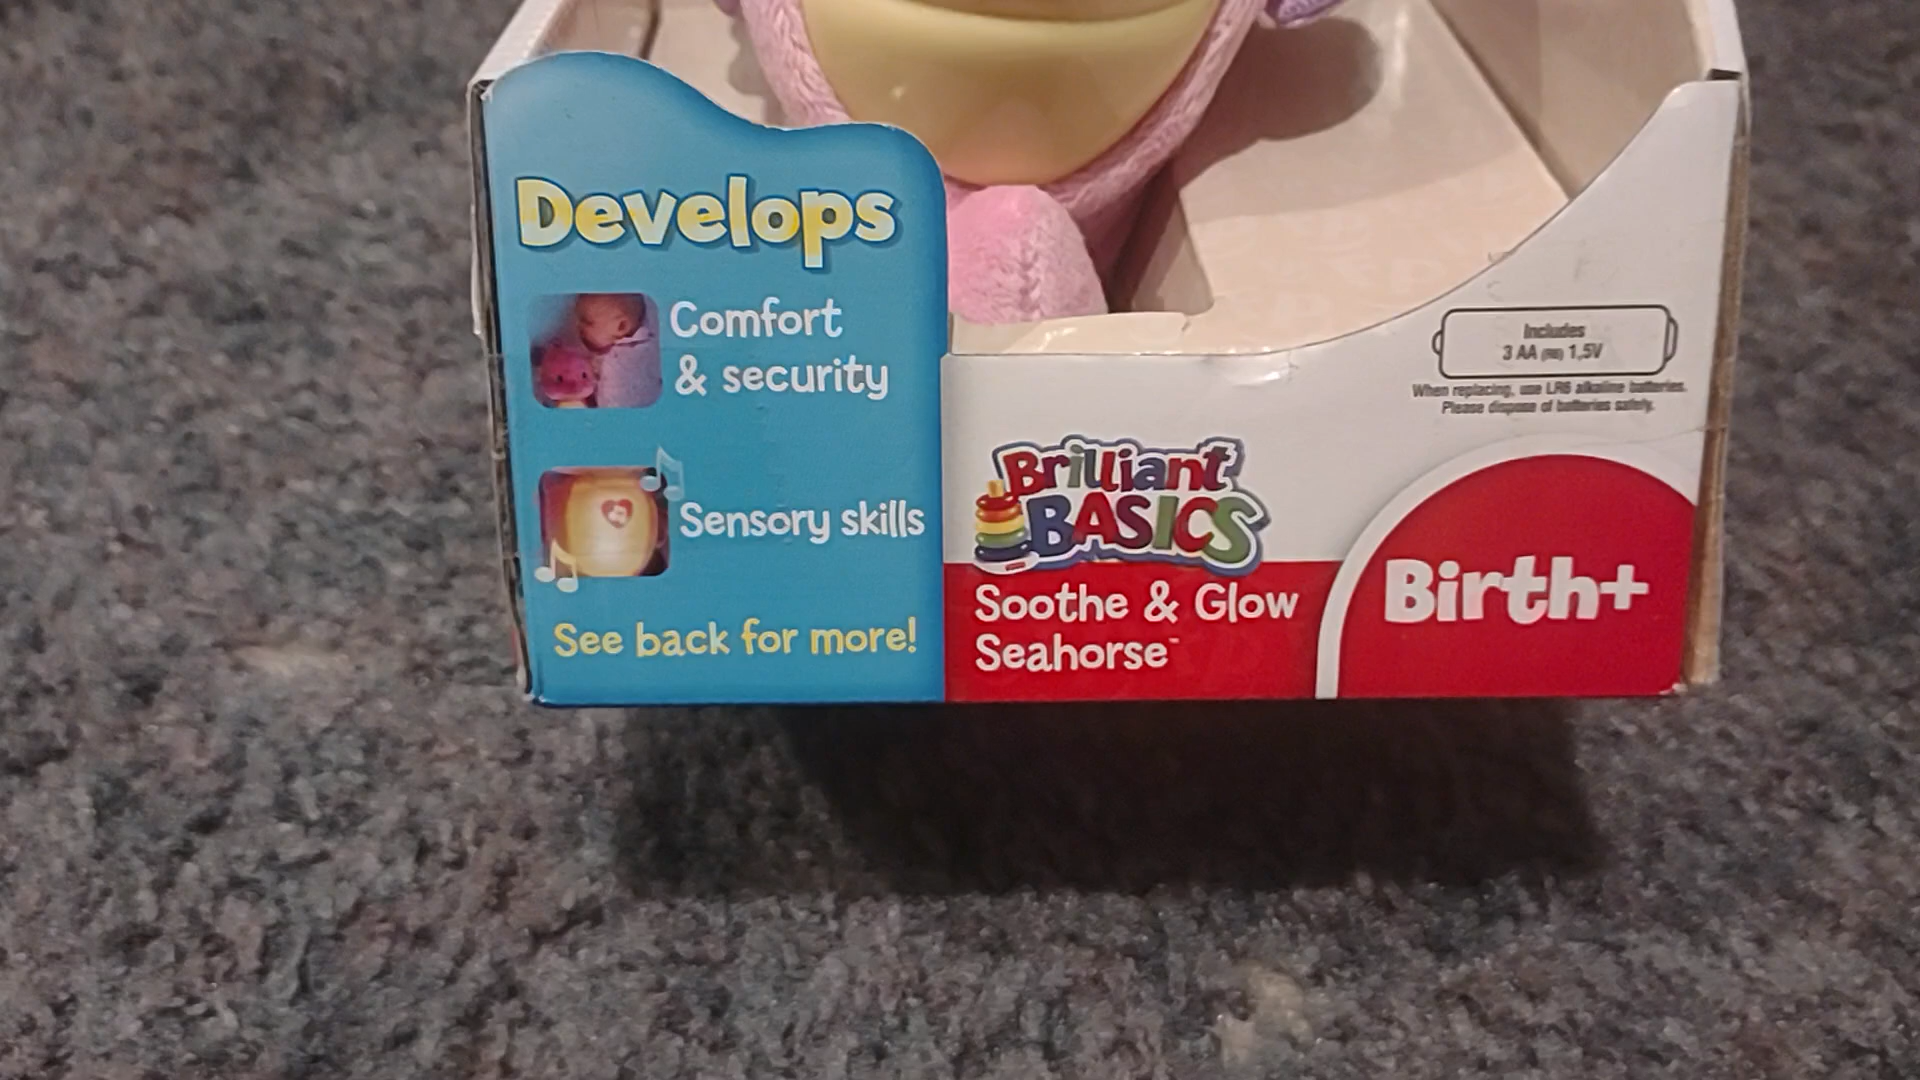 Develops
Comfort
& security
Sensory skills
See back for more!
Includes
3 AA (R6) 1,5V
When replacing, use LR6 alkaline batteries.
Please dispose of batteries safely.
Brilliant
BASICS
Soothe & Glow
Seahorse™
Birth+